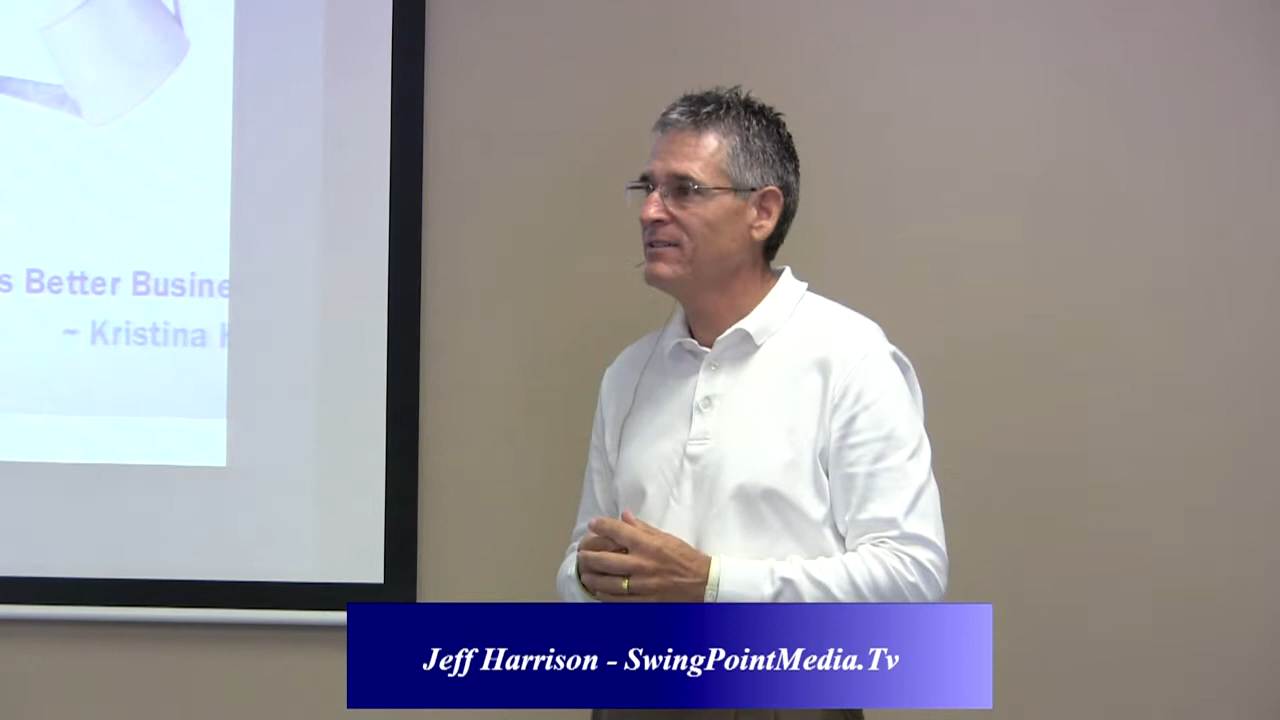 s Better Busine
~ Kristina
Jeff Harrison - SwingPointMedia.Tv